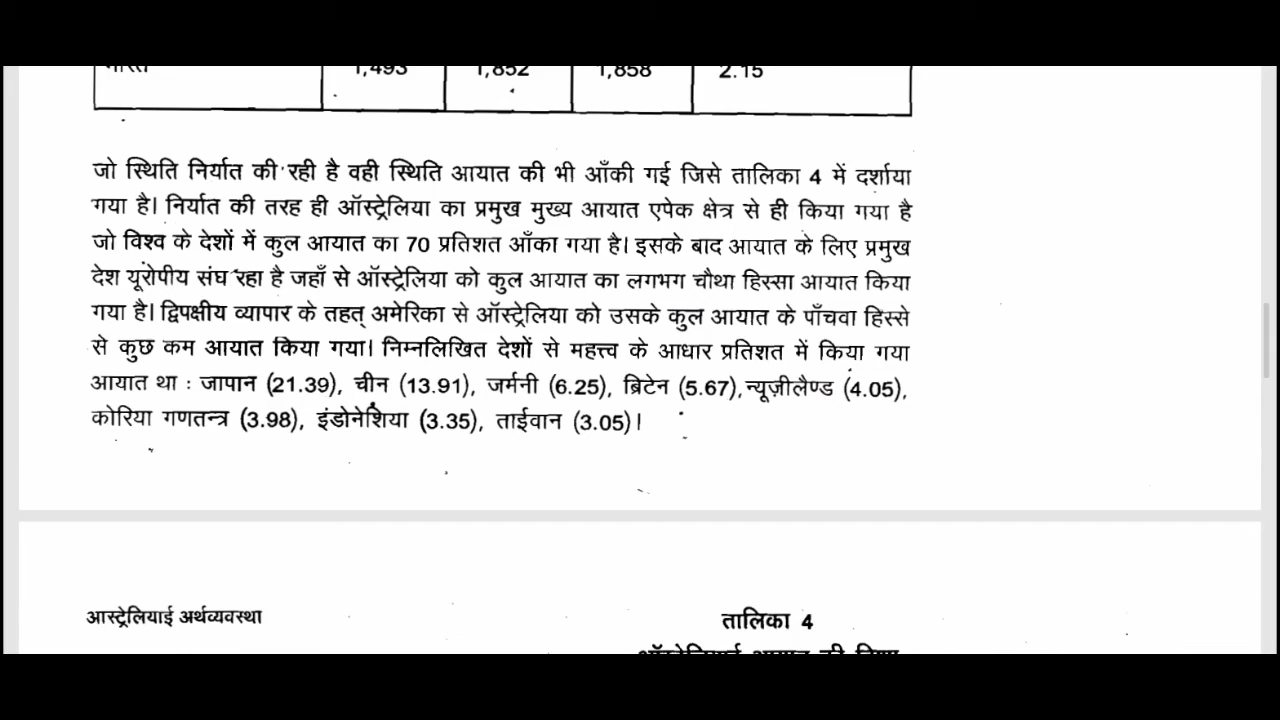 भारत 1,493 1,852 1,858 2.15
जो स्थिति निर्यात की रही है वही स्थिति आयात की भी आँकी गई जिसे तालिका 4 में दर्शाया
गया है। निर्यात की तरह ही ऑस्ट्रेलिया का प्रमुख मुख्य आयात एपेक क्षेत्र से ही किया गया है
जो विश्व के देशों में कुल आयात का 70 प्रतिशत आँका गया है। इसके बाद आयात के लिए प्रमुख
देश यूरोपीय संघ रहा है जहाँ से ऑस्ट्रेलिया को कुल आयात का लगभग चौथा हिस्सा आयात किया
गया है। द्विपक्षीय व्यापार के तहत् अमेरिका से ऑस्ट्रेलिया को उसके कुल आयात के पाँचवा हिस्से
से कुछ कम आयात किया गया। निम्नलिखित देशों से महत्त्व के आधार प्रतिशत में किया गया
आयात था : जापान (21.39), चीन (13.91), जर्मनी (6.25), ब्रिटेन (5.67), न्यूज़ीलैण्ड (4.05),
कोरिया गणतन्त्र (3.98), इंडोनेशिया (3.35), ताईवान (3.05)।
आस्ट्रेलियाई अर्थव्यवस्था
तालिका 4
ऑस्ट्रेलियाई आयात की दिशा